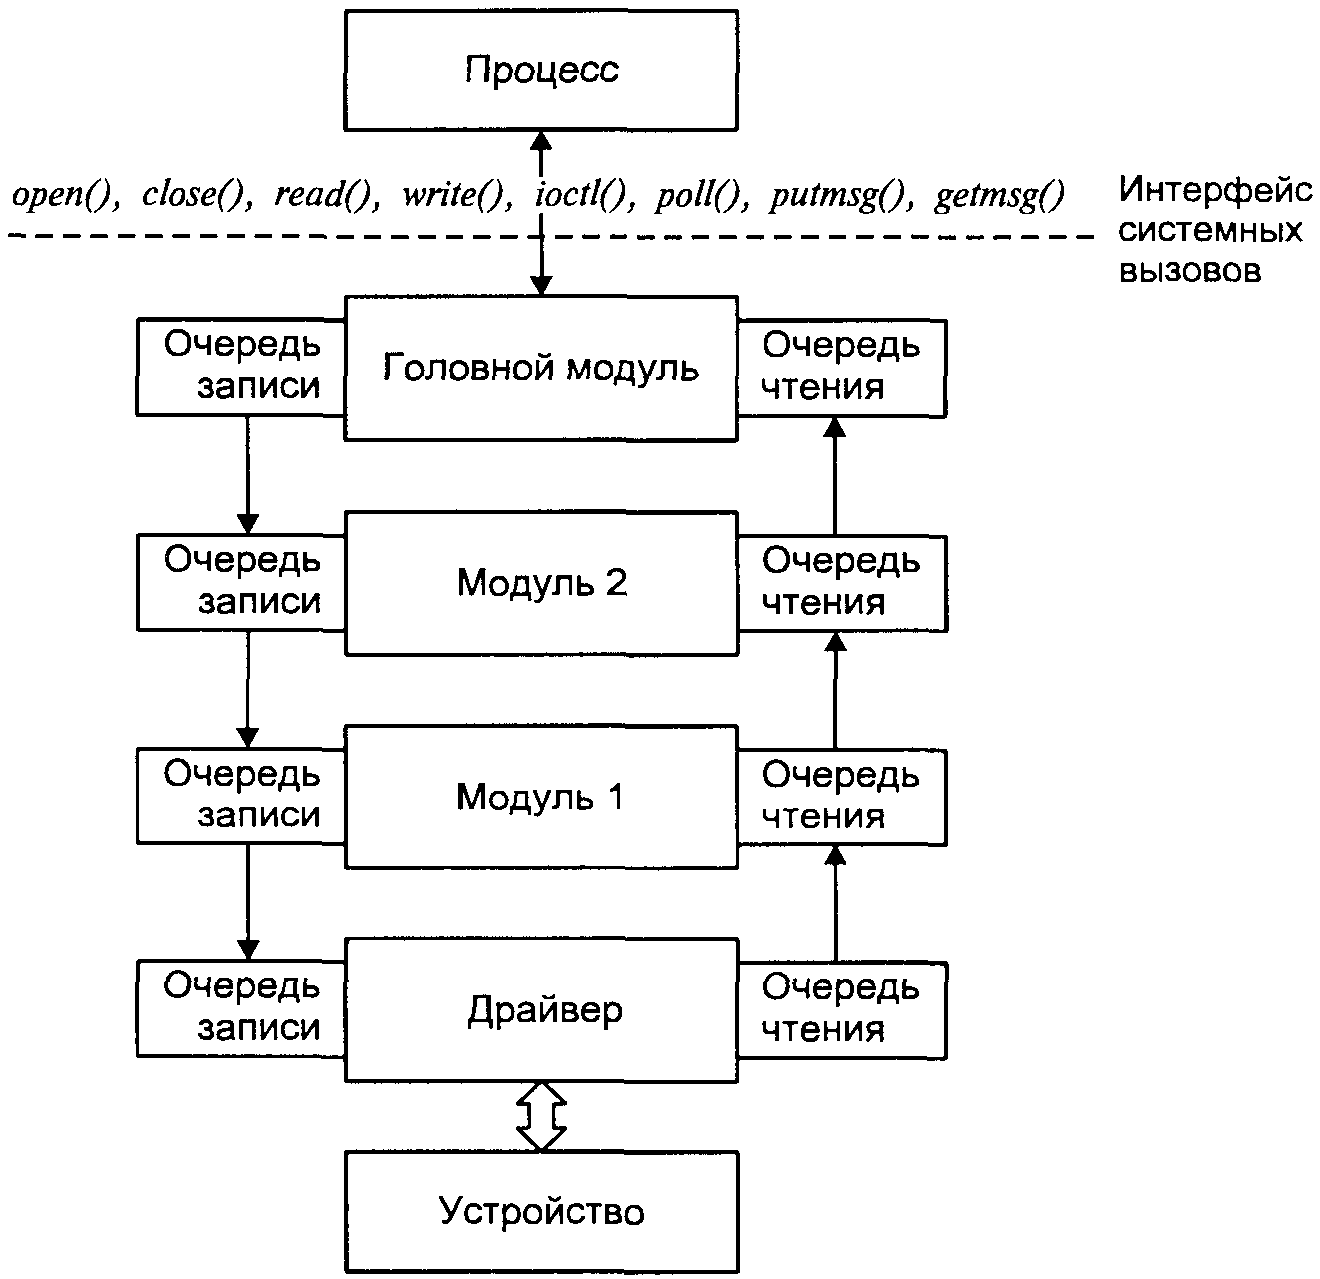 Процесс
open(), close(), read(), write(), ioctl(), poll(), putmsg(), getmsg()
Интерфейс
системных
вызовов
Очередь
записи
Головной модуль
Очередь
чтения
Очередь
записи
Модуль 2
Очередь
чтения
Очередь
записи
Модуль 1
Очередь
чтения
Очередь
записи
Драйвер
Очередь
чтения
Устройство